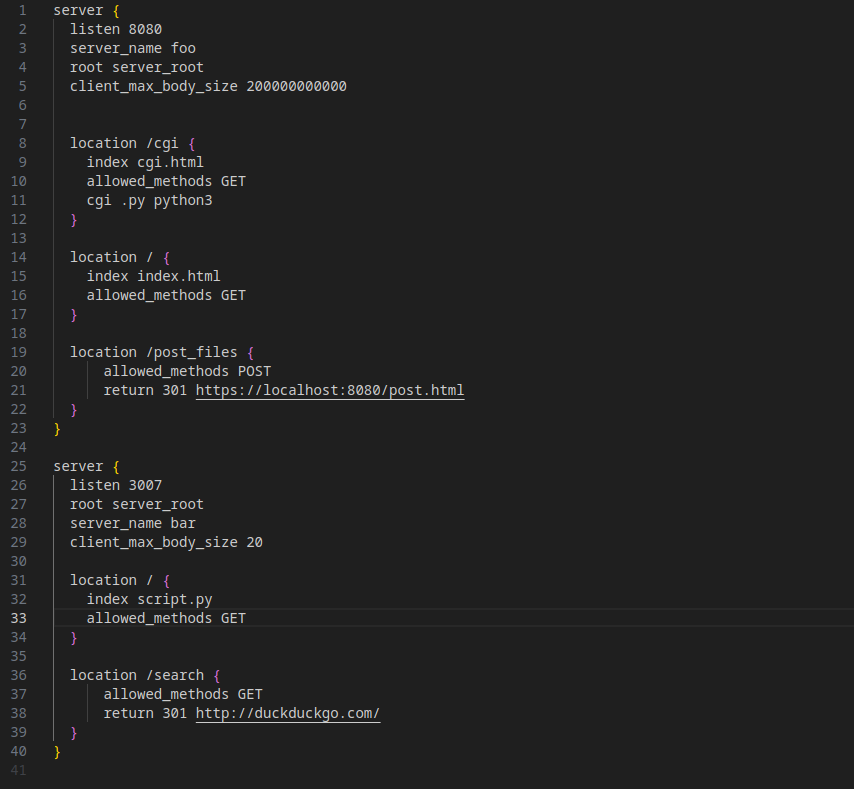 1 server {
2 listen 8080
3 server_name foo
4 root server_root
5 client_max_body_size 200000000000
6
7
8 location /cgi {
9 index cgi.html
10 allowed_methods GET
11 cgi .py python3
12 }
13
14 location / {
15 index index.html
16 allowed_methods GET
17 }
18
19 location /post_files {
20 allowed_methods POST
21 return 301 https://localhost:8080/post.html
22 }
23 }
24
25 server {
26 listen 3007
27 root server_root
28 server_name bar
29 client_max_body_size 20
30
31 location / {
32 index script.py
33 allowed_methods GET
34 }
35
36 location /search {
37 allowed_methods GET
38 return 301 http://duckduckgo.com/
39 }
40 }
41